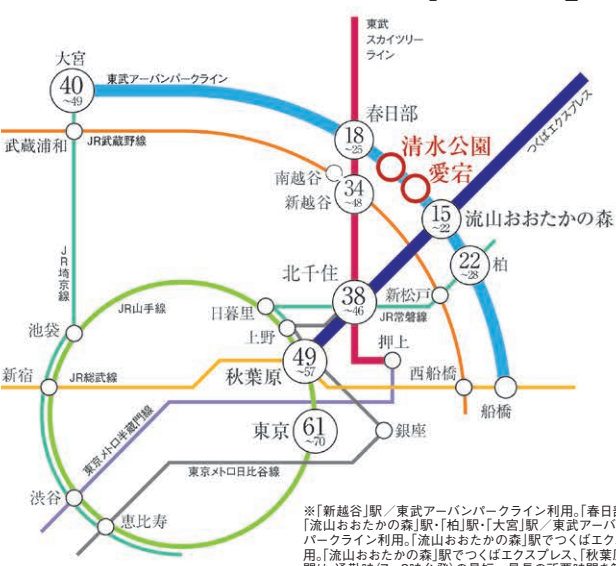 東武
スカイツリー
ライン
大宮
40
~49
東武アーバンパークライン
つくばエクスプレス
春日部
18
~25
清水公園
愛宕
武蔵浦和
JR武蔵野線
南越谷
新越谷
34
~48
15
~22
流山おおたかの森
22
~28
柏
JR埼京線
北千住
38
~46
新松戸
JR常磐線
JR山手線
日暮里
上野
池袋
押上
49
~57
秋葉原
新宿
JR総武線
西船橋
船橋
東京メトロ半蔵門線
東京
61
~70
銀座
東京メトロ日比谷線
渋谷
恵比寿
※「新越谷」駅/東武アーバンパークライン利用。「春日部
「流山おおたかの森」駅・「柏」駅・「大宮」駅/東武アーバ
パークライン利用。「流山おおたかの森」駅でつくばエク
用。「流山おおたかの森」駅でつくばエクスプレス、「秋葉原